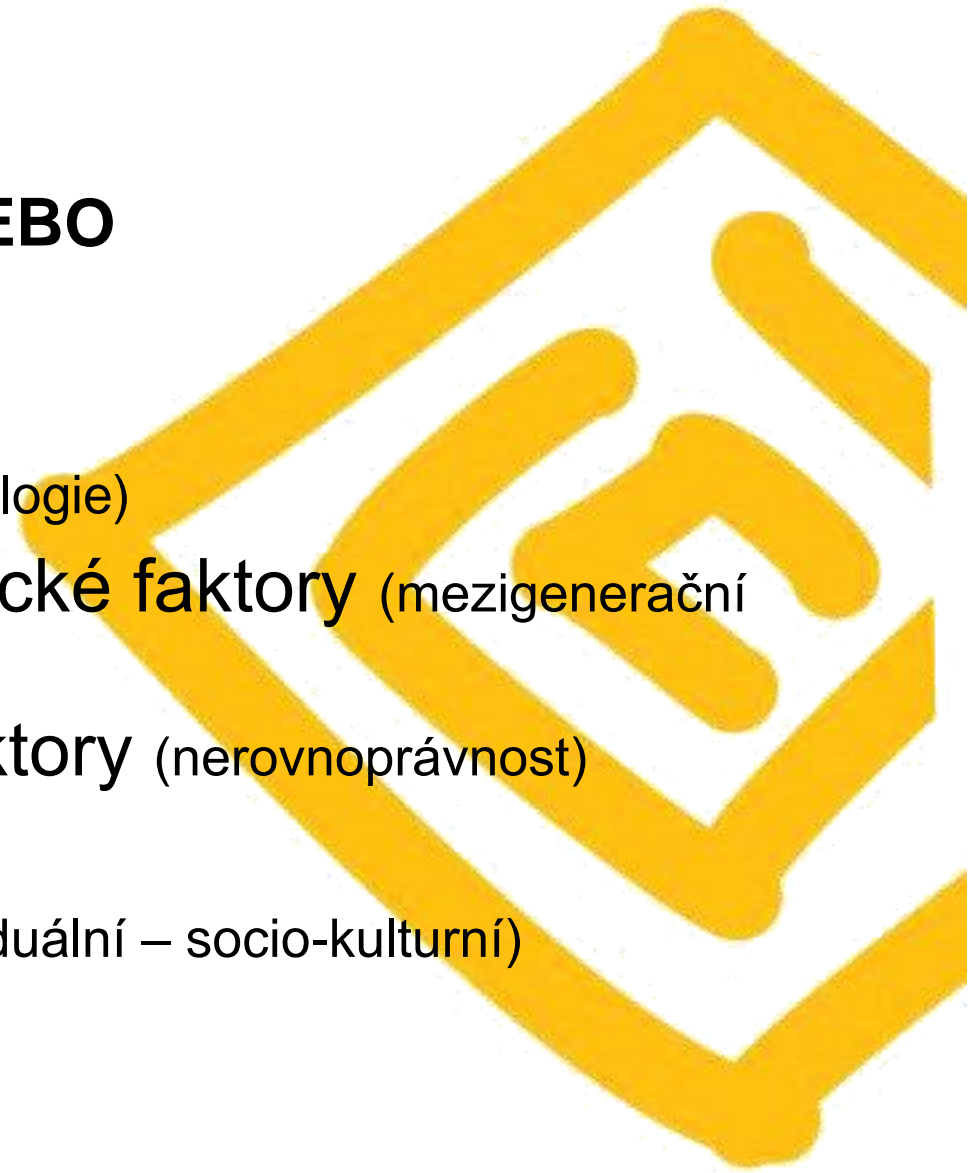 EBO
logie)
cké faktory (mezigenerační
ktory (nerovnoprávnost)
duální – socio-kulturní)